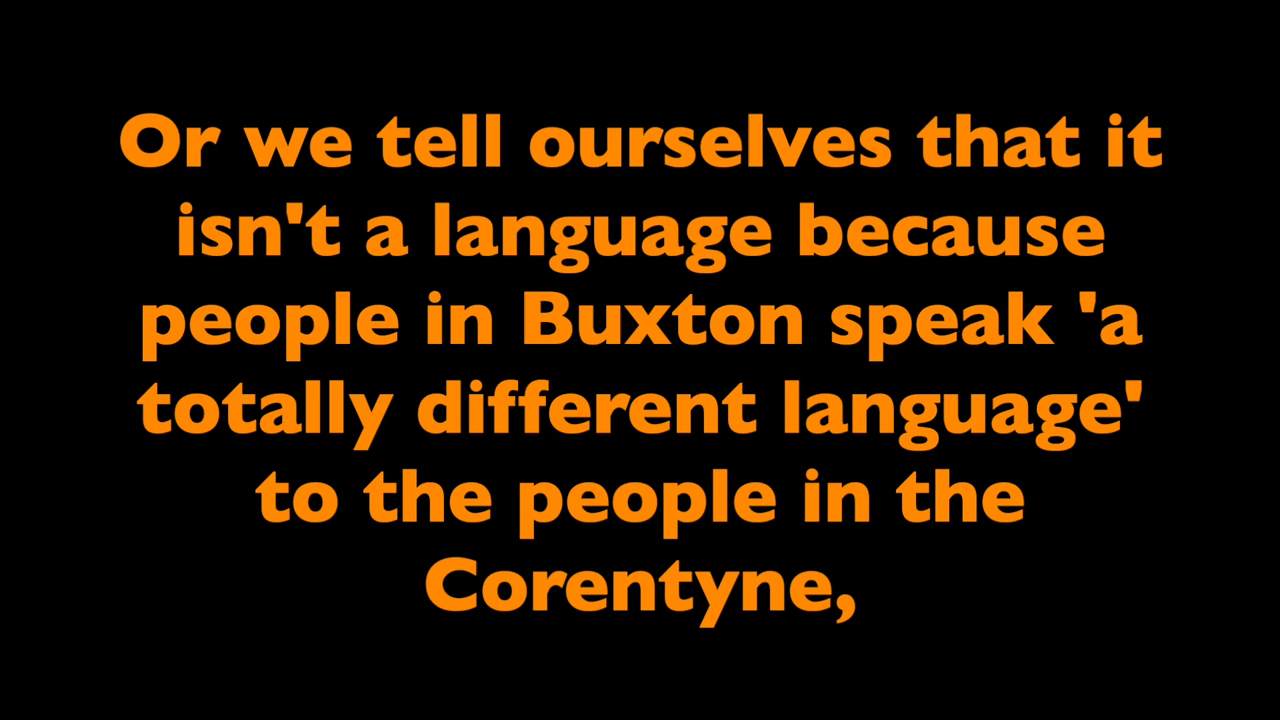 Or we tell ourselves that it
isn't a language because
people in Buxton speak 'a
totally different language'
to the people in the
Corentyne,